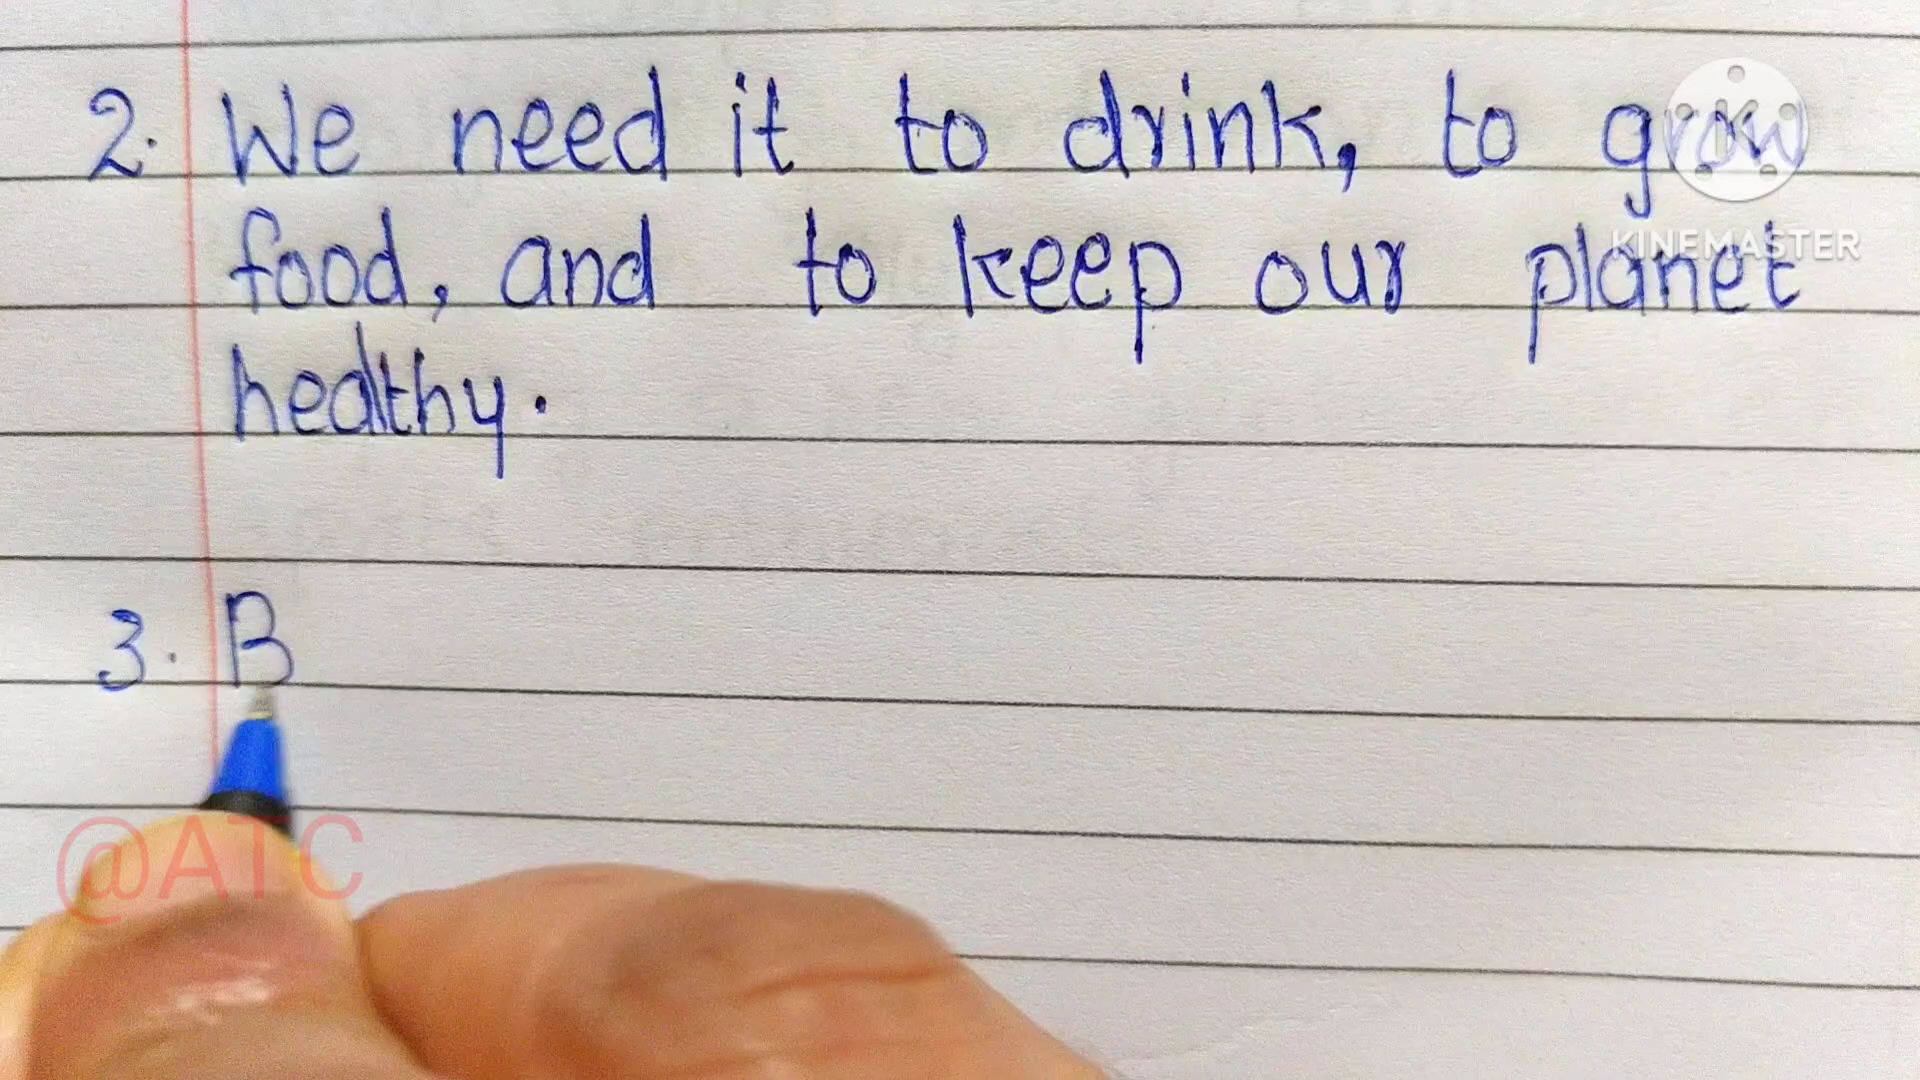 2. We need it to drink, to grow
KINEMASTER
food, and to keep our planet
healthy.
3. B
@ATC